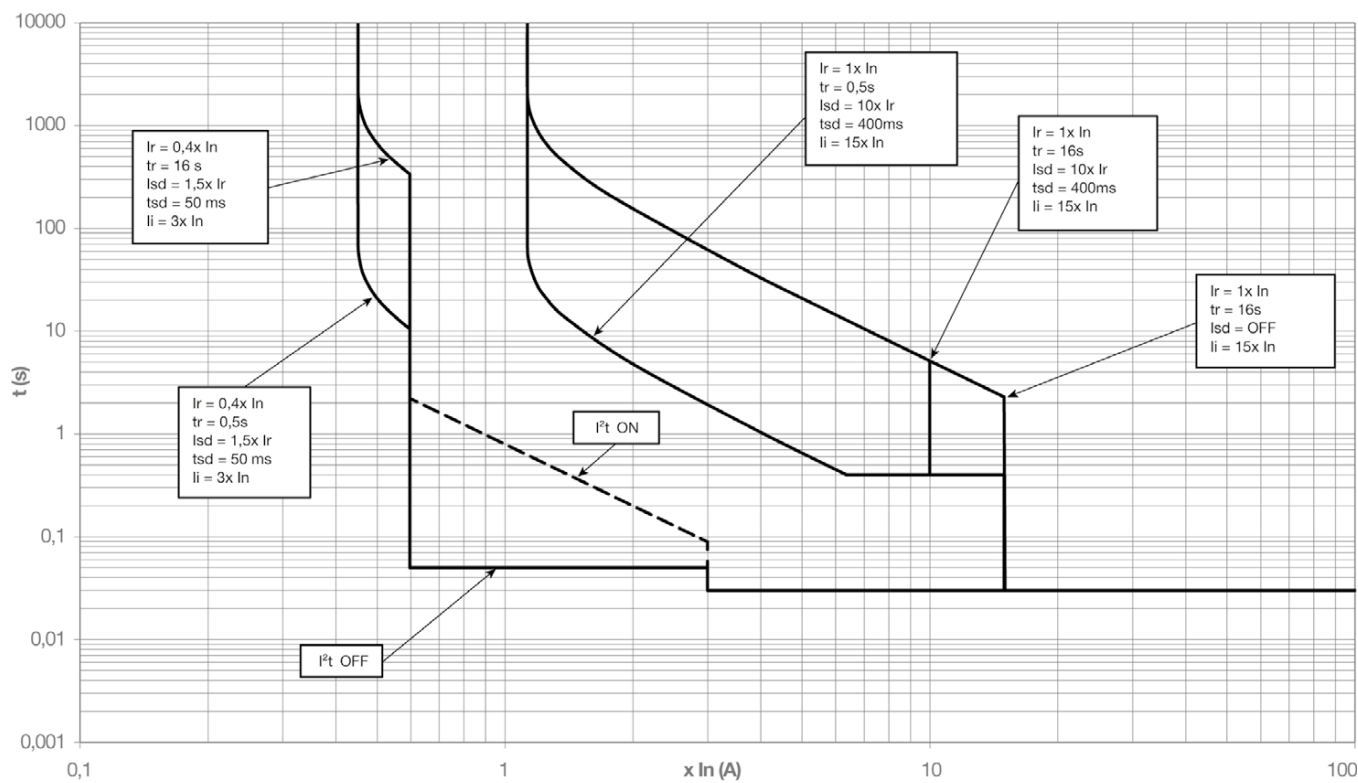 10000
1000
100
10
1
0,1
0,01
0,001
t (s)
0,1
1
10
100
x In (A)
Ir = 0,4x In
tr = 16 s
Isd = 1,5x Ir
tsd = 50 ms
Ii = 3x In
Ir = 0,4x In
tr = 0,5s
Isd = 1,5x Ir
tsd = 50 ms
Ii = 3x In
Ir = 1x In
tr = 0,5s
Isd = 10x Ir
tsd = 400ms
Ii = 15x In
Ir = 1x In
tr = 16s
Isd = 10x Ir
tsd = 400ms
Ii = 15x In
Ir = 1x In
tr = 16s
Isd = OFF
Ii = 15x In
I²t ON
I²t OFF